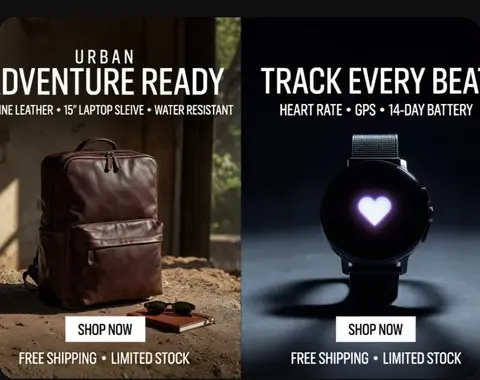 URBAN
DVENTURE READY
INE LEATHER • 15" LAPTOP SLEIVE • WATER RESISTANT
SHOP NOW
FREE SHIPPING • LIMITED STOCK
TRACK EVERY BEA
HEART RATE • GPS • 14-DAY BATTERY
SHOP NOW
FREE SHIPPING • LIMITED STOCK